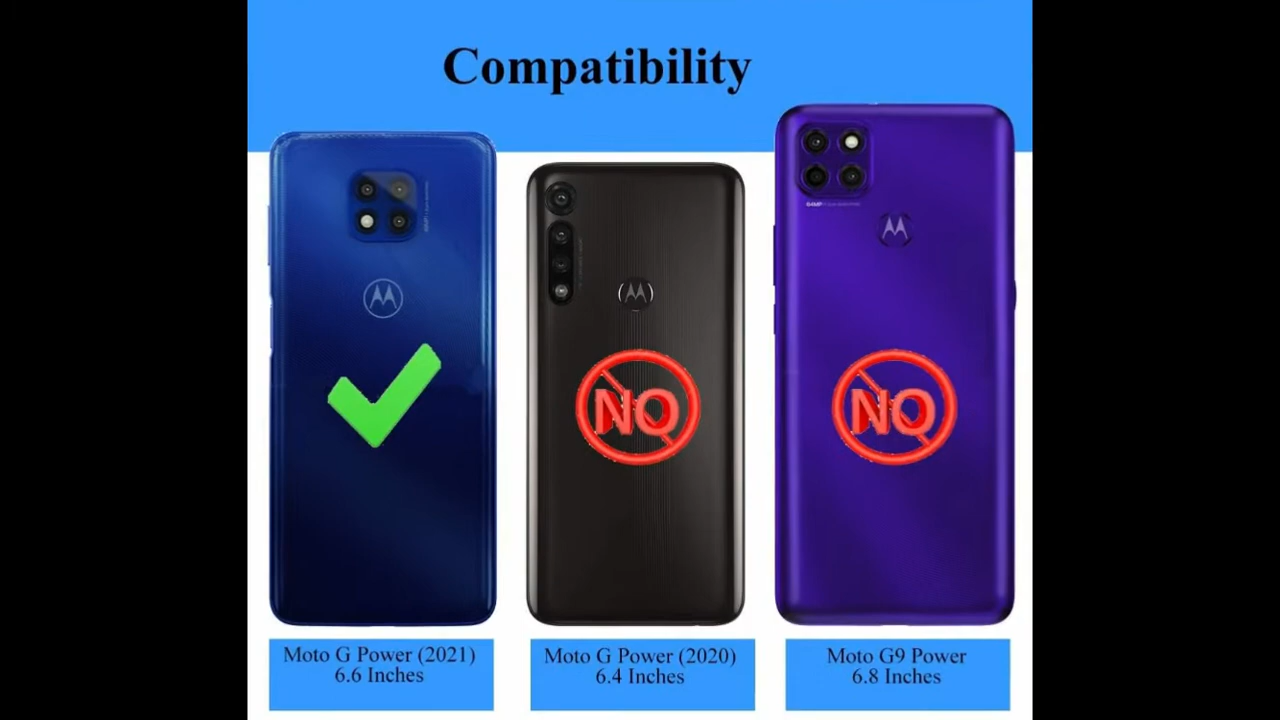 Compatibility
NO
NO
Moto G Power (2021)
6.6 Inches
Moto G Power (2020)
6.4 Inches
Moto G9 Power
6.8 Inches